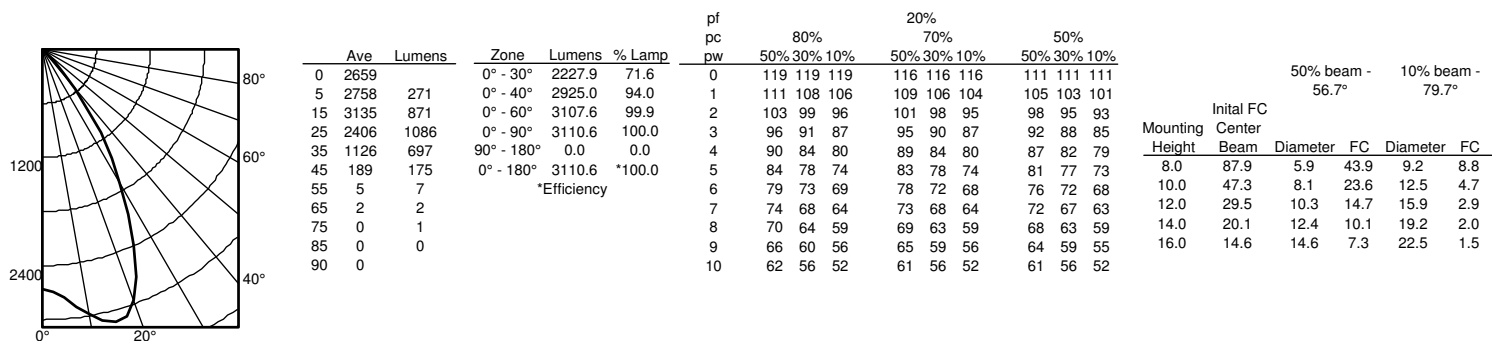 1200
2400
0° 20°
40°
60°
80°
Ave Lumens
0 2659
5 2758 271
15 3135 871
25 2406 1086
35 1126 697
45 189 175
55 5 7
65 2 2
75 0 1
85 0 0
90 0
Zone Lumens % Lamp
0° - 30° 2227.9 71.6
0° - 40° 2925.0 94.0
0° - 60° 3107.6 99.9
0° - 90° 3110.6 100.0
90° - 180° 0.0 0.0
0° - 180° 3110.6 *100.0
*Efficiency
pf 20%
pc 80% 70% 50%
pw 50% 30% 10% 50% 30% 10% 50% 30% 10%
0 119 119 119 116 116 116 111 111 111
1 111 108 106 109 106 104 105 103 101
2 103 99 96 101 98 95 98 95 93
3 96 91 87 95 90 87 92 88 85
4 90 84 80 89 84 80 87 82 79
5 84 78 74 83 78 74 81 77 73
6 79 73 69 78 72 68 76 72 68
7 74 68 64 73 68 64 72 67 63
8 70 64 59 69 63 59 68 63 59
9 66 60 56 65 59 56 64 59 55
10 62 56 52 61 56 52 61 56 52
50% beam - 10% beam -
56.7° 79.7°
Inital FC
Mounting Center
Height Beam Diameter FC Diameter FC
8.0 87.9 5.9 43.9 9.2 8.8
10.0 47.3 8.1 23.6 12.5 4.7
12.0 29.5 10.3 14.7 15.9 2.9
14.0 20.1 12.4 10.1 19.2 2.0
16.0 14.6 14.6 7.3 22.5 1.5